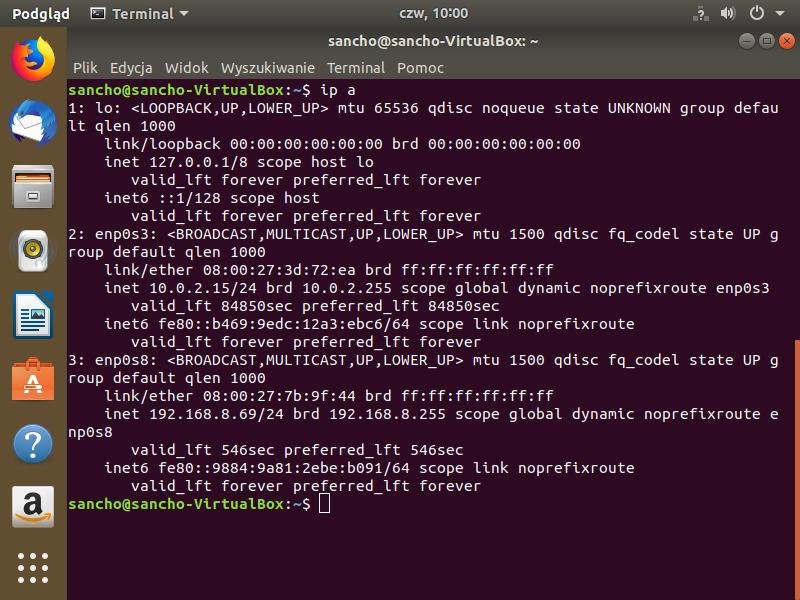 Podgląd Terminal czw, 10:00
sancho@sancho-VirtualBox: ~
Plik Edycja Widok Wyszukiwanie Terminal Pomoc
sancho@sancho-VirtualBox:~$ ip a
1: lo: <LOOPBACK,UP,LOWER_UP> mtu 65536 qdisc noqueue state UNKNOWN group defau
lt qlen 1000
    link/loopback 00:00:00:00:00:00 brd 00:00:00:00:00:00
    inet 127.0.0.1/8 scope host lo
       valid_lft forever preferred_lft forever
    inet6 ::1/128 scope host
       valid_lft forever preferred_lft forever
2: enp0s3: <BROADCAST,MULTICAST,UP,LOWER_UP> mtu 1500 qdisc fq_codel state UP g
roup default qlen 1000
    link/ether 08:00:27:3d:72:ea brd ff:ff:ff:ff:ff:ff
    inet 10.0.2.15/24 brd 10.0.2.255 scope global dynamic noprefixroute enp0s3
       valid_lft 84850sec preferred_lft 84850sec
    inet6 fe80::b469:9edc:12a3:ebc6/64 scope link noprefixroute
       valid_lft forever preferred_lft forever
3: enp0s8: <BROADCAST,MULTICAST,UP,LOWER_UP> mtu 1500 qdisc fq_codel state UP g
roup default qlen 1000
    link/ether 08:00:27:7b:9f:44 brd ff:ff:ff:ff:ff:ff
    inet 192.168.8.69/24 brd 192.168.8.255 scope global dynamic noprefixroute e
np0s8
       valid_lft 546sec preferred_lft 546sec
    inet6 fe80::9884:9a81:2ebe:b091/64 scope link noprefixroute
       valid_lft forever preferred_lft forever
sancho@sancho-VirtualBox:~$